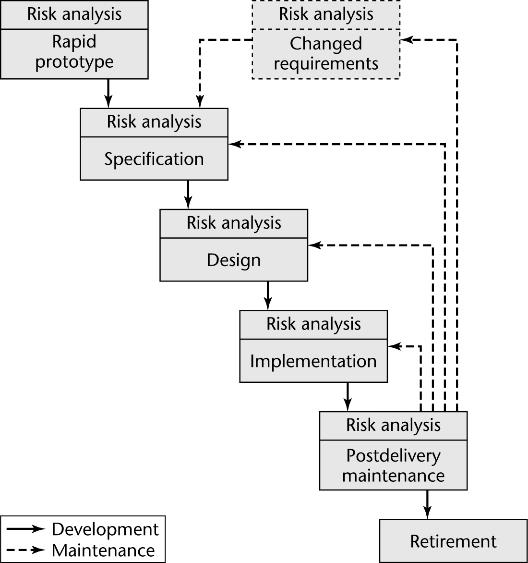 Risk analysis
Rapid
prototype
Risk analysis
Changed
requirements
Risk analysis
Specification
Risk analysis
Design
Risk analysis
Implementation
Risk analysis
Postdelivery
maintenance
Development
Maintenance
Retirement